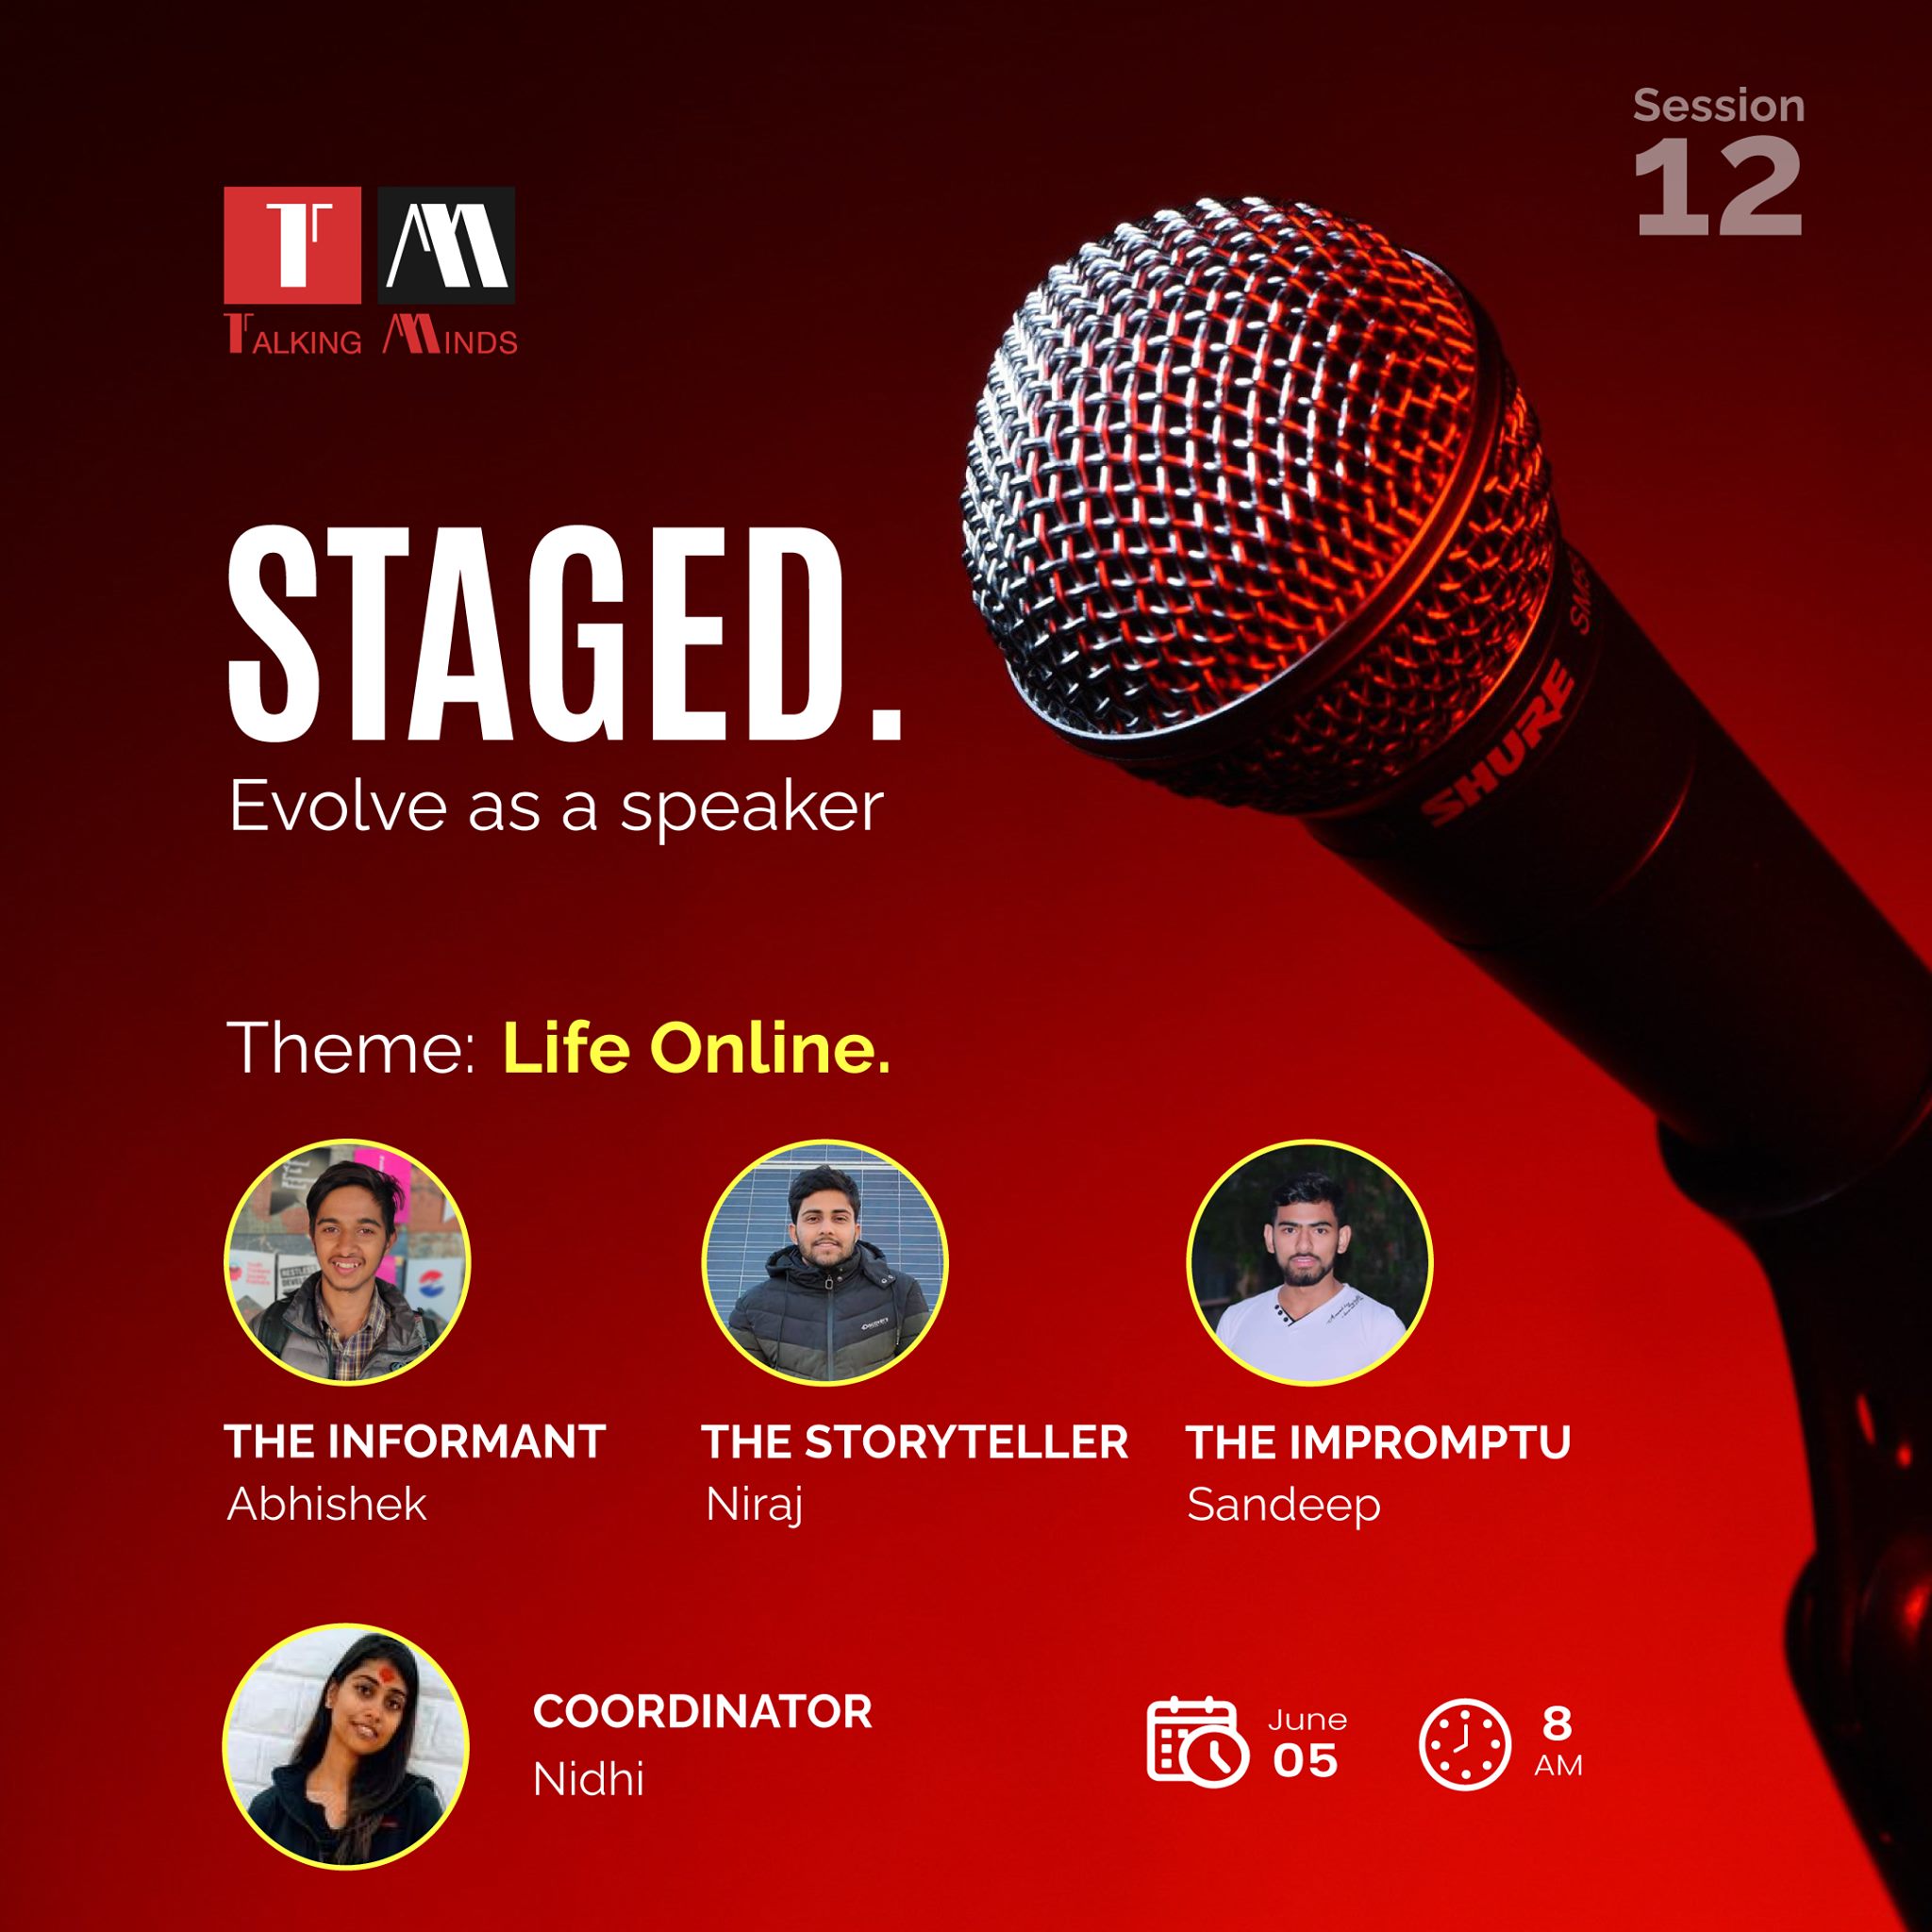 Session
12
T M
TALKING MINDS
STAGED.
Evolve as a speaker
SHURE
Theme: Life Online.
THE INFORMANT
Abhishek
THE STORYTELLER
Niraj
THE IMPROMPTU
Sandeep
COORDINATOR
Nidhi
June
05
8
AM